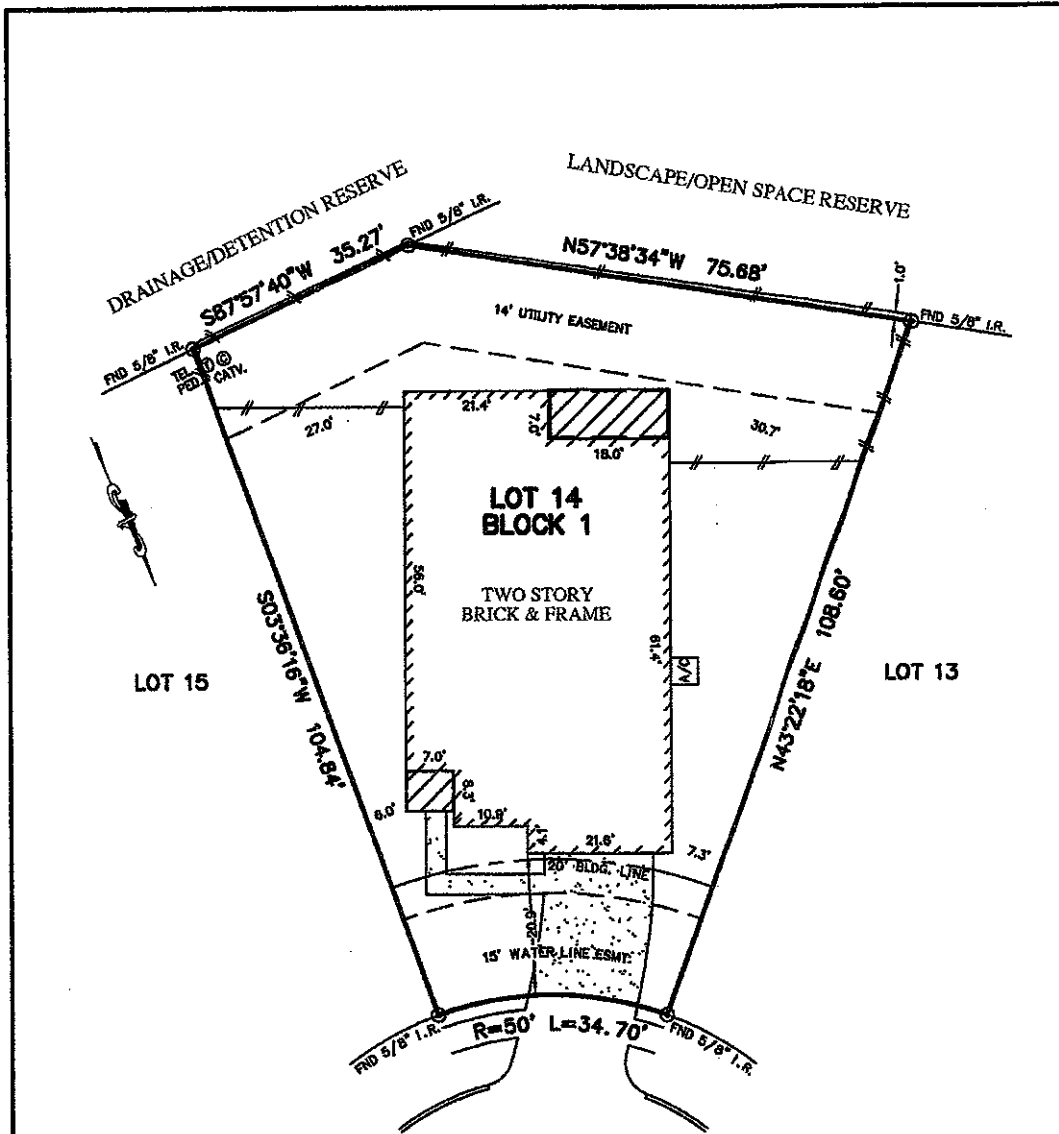 DRAINAGE/DETENTION RESERVE
LANDSCAPE/OPEN SPACE RESERVE
FND 5/8" I.R.
S87°57'40"W 35.27'
N57°38'34"W 75.68'
1.0'
FND 5/8" I.R.
FND 5/8" I.R.
14' UTILITY EASEMENT
TEL. T C
PED. CATV.
27.0'
21.4'
7.0'
18.0'
30.7'
LOT 14
BLOCK 1
TWO STORY
BRICK & FRAME
56.0'
61.4'
A/C
S03°36'16"W 104.84'
N43°22'18"E 108.60'
LOT 15
LOT 13
7.0'
8.3'
6.0'
10.8'
4.1'
21.6'
7.3'
20' BLDG. LINE
20.9'
15' WATER LINE ESMT.
FND 5/8" I.R.
R=50' L=34.70'
FND 5/8" I.R.